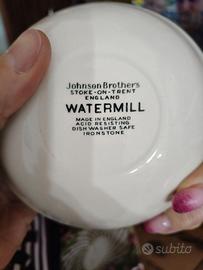 Johnson Brothers
STOKE-ON-TRENT
ENGLAND
WATERMILL
MADE IN ENGLAND
ACID RESISTING
DISHWASHER SAFE
IRONSTONE
subito